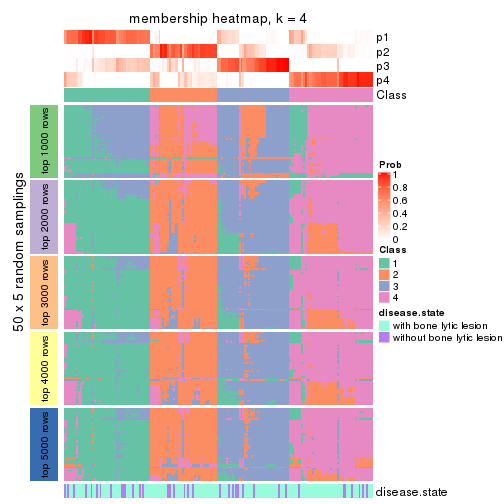 membership heatmap, k = 4
p1
p2
p3
p4
Class
50 x 5 random samplings
top 1000 rows
top 2000 rows
top 3000 rows
top 4000 rows
top 5000 rows
Prob
1
0.8
0.6
0.4
0.2
0
Class
1
2
3
4
disease.state
with bone lytic lesion
without bone lytic lesion
disease.state